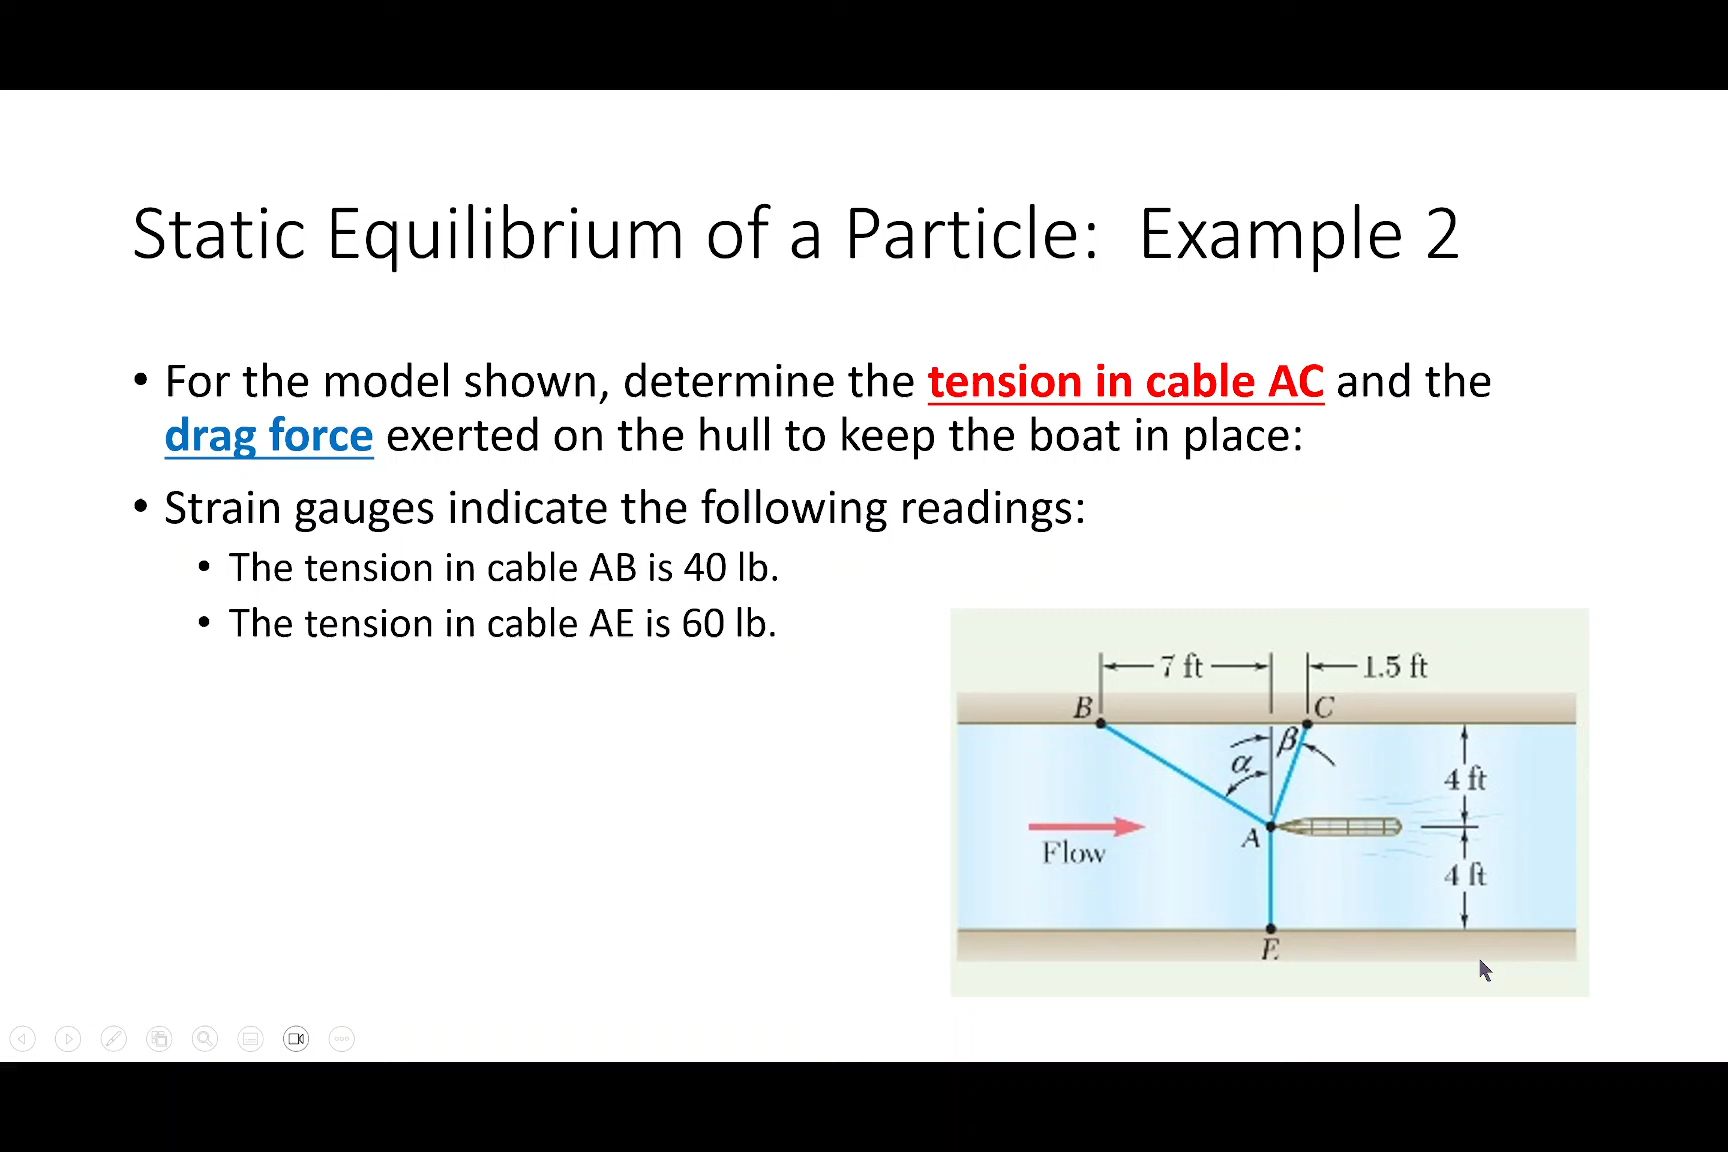 Static Equilibrium of a Particle: Example 2
• For the model shown, determine the tension in cable AC and the
drag force exerted on the hull to keep the boat in place:
• Strain gauges indicate the following readings:
• The tension in cable AB is 40 lb.
• The tension in cable AE is 60 lb.
7 ft
1.5 ft
B
C
α
β
4 ft
A
Flow
4 ft
E